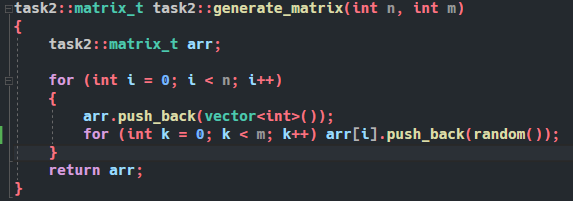 task2::matrix_t task2::generate_matrix(int n, int m)
{
    task2::matrix_t arr;

    for (int i = 0; i < n; i++)
    {
        arr.push_back(vector<int>());
        for (int k = 0; k < m; k++) arr[i].push_back(random());
    }
    return arr;
}